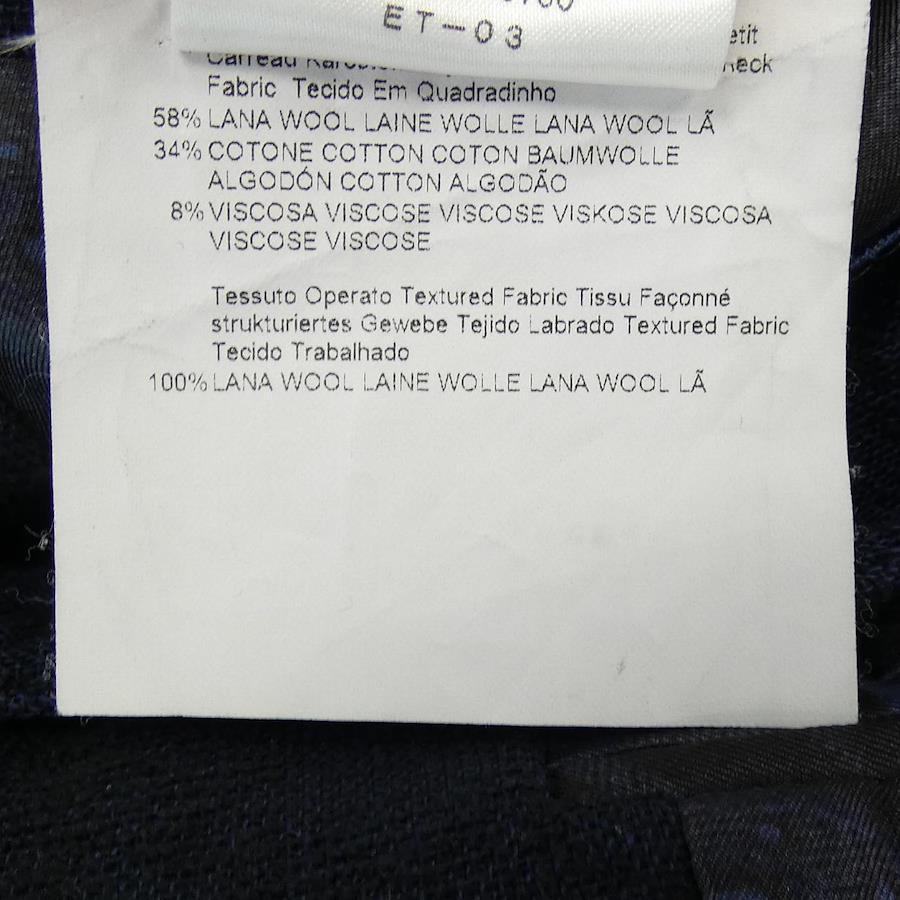 ET-03
etit
Carreau
Fabric Tecido Em Quadradinho
58% LANA WOOL LAINE WOLLE LANA WOOL LÃ
34% COTONE COTTON COTON BAUMWOLLE
ALGODÓN COTTON ALGODÃO
8% VISCOSA VISCOSE VISCOSE VISKOSE VISCOSA
VISCOSE VISCOSE
Tessuto Operato Textured Fabric Tissu Façonné
strukturiertes Gewebe Tejido Labrado Textured Fabric
Tecido Trabalhado
100% LANA WOOL LAINE WOLLE LANA WOOL LÃ